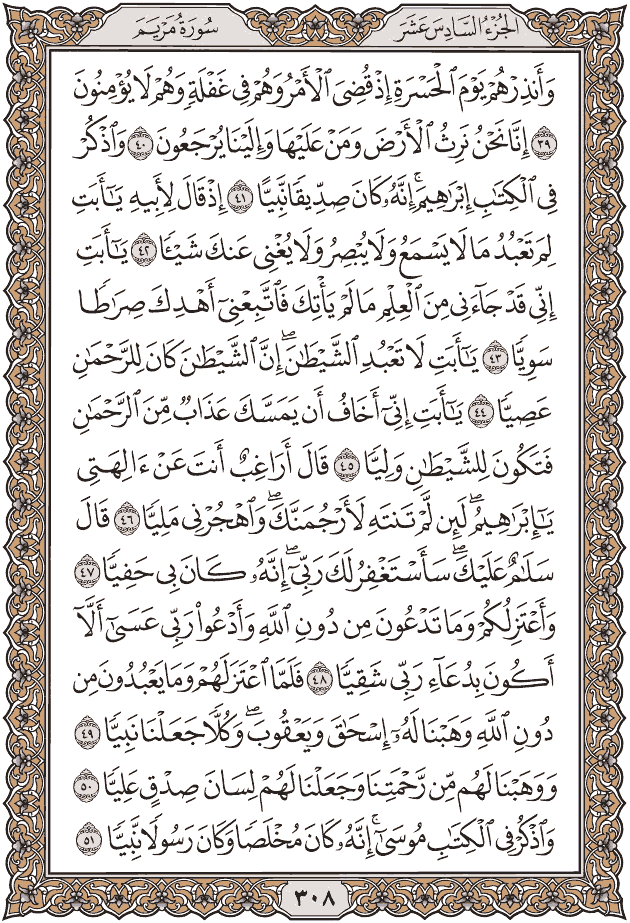 الجزء السادس عشر
سورة مريم
وَأَنذِرْهُمْ يَوْمَ ٱلْحَسْرَةِ إِذْ قُضِيَ ٱلْأَمْرُ وَهُمْ فِي غَفْلَةٍ وَهُمْ لَا يُؤْمِنُونَ
٣٩ إِنَّا نَحْنُ نَرِثُ ٱلْأَرْضَ وَمَنْ عَلَيْهَا وَإِلَيْنَا يُرْجَعُونَ ٤٠ وَٱذْكُرْ
فِي ٱلْكِتَٰبِ إِبْرَٰهِيمَۚ إِنَّهُۥ كَانَ صِدِّيقًا نَّبِيًّا ٤١ إِذْ قَالَ لِأَبِيهِ يَٰٓأَبَتِ
لِمَ تَعْبُدُ مَا لَا يَسْمَعُ وَلَا يُبْصِرُ وَلَا يُغْنِي عَنكَ شَيْـًٔا ٤٢ يَٰٓأَبَتِ
إِنِّي قَدْ جَآءَنِي مِنَ ٱلْعِلْمِ مَا لَمْ يَأْتِكَ فَٱتَّبِعْنِيٓ أَهْدِكَ صِرَٰطًا
سَوِيًّا ٤٣ يَٰٓأَبَتِ لَا تَعْبُدِ ٱلشَّيْطَٰنَۖ إِنَّ ٱلشَّيْطَٰنَ كَانَ لِلرَّحْمَٰنِ
عَصِيًّا ٤٤ يَٰٓأَبَتِ إِنِّيٓ أَخَافُ أَن يَمَسَّكَ عَذَابٌ مِّنَ ٱلرَّحْمَٰنِ
فَتَكُونَ لِلشَّيْطَٰنِ وَلِيًّا ٤٥ قَالَ أَرَاغِبٌ أَنتَ عَنْ ءَالِهَتِي
يَٰٓإِبْرَٰهِيمُۖ لَئِن لَّمْ تَنتَهِ لَأَرْجُمَنَّكَۖ وَٱهْجُرْنِي مَلِيًّا ٤٦ قَالَ
سَلَٰمٌ عَلَيْكَۖ سَأَسْتَغْفِرُ لَكَ رَبِّيٓۖ إِنَّهُۥ كَانَ بِي حَفِيًّا ٤٧
وَأَعْتَزِلُكُمْ وَمَا تَدْعُونَ مِن دُونِ ٱللَّهِ وَأَدْعُوا۟ رَبِّي عَسَىٰٓ أَلَّآ
أَكُونَ بِدُعَآءِ رَبِّي شَقِيًّا ٤٨ فَلَمَّا ٱعْتَزَلَهُمْ وَمَا يَعْبُدُونَ مِن
دُونِ ٱللَّهِ وَهَبْنَا لَهُۥٓ إِسْحَٰقَ وَيَعْقُوبَۖ وَكُلًّا جَعَلْنَا نَبِيًّا ٤٩
وَوَهَبْنَا لَهُم مِّن رَّحْمَتِنَا وَجَعَلْنَا لَهُمْ لِسَانَ صِدْقٍ عَلِيًّا ٥٠
وَٱذْكُرْ فِي ٱلْكِتَٰبِ مُوسَىٰٓۚ إِنَّهُۥ كَانَ مُخْلَصًا وَكَانَ رَسُولًا نَّبِيًّا ٥١
٣٠٨